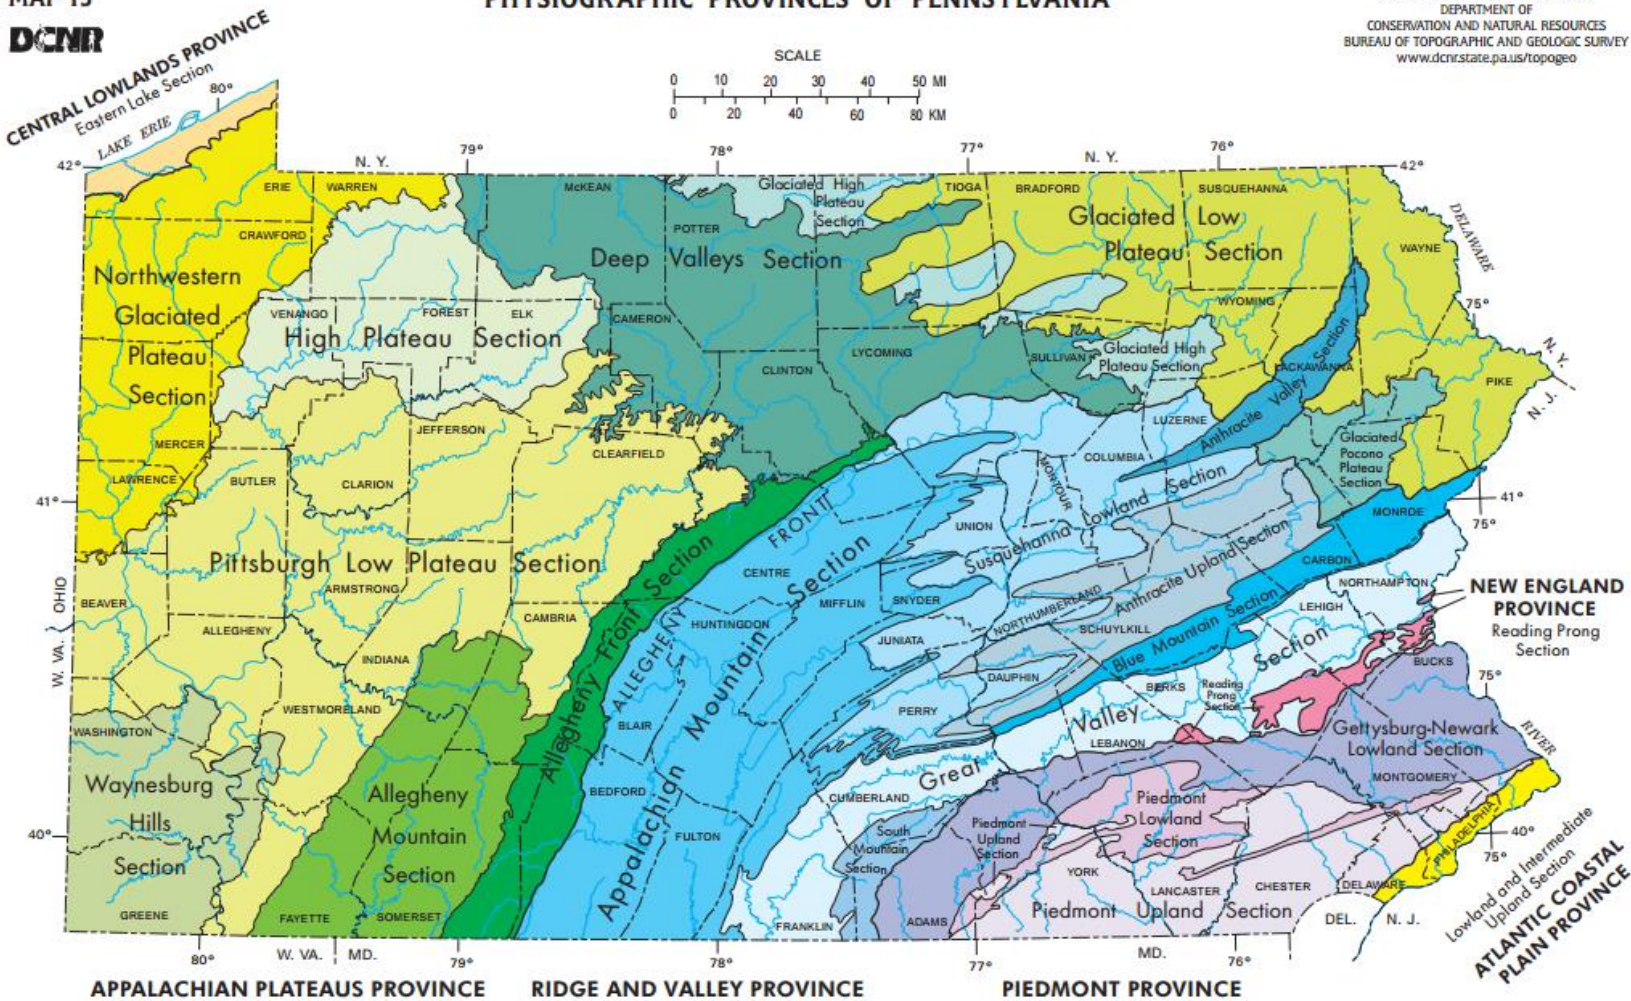 MAP 13
PHYSIOGRAPHIC PROVINCES OF PENNSYLVANIA
DCNR
DEPARTMENT OF
CONSERVATION AND NATURAL RESOURCES
BUREAU OF TOPOGRAPHIC AND GEOLOGIC SURVEY
www.dcnr.state.pa.us/topogeo
SCALE
0 10 20 30 40 50 MI
0 20 40 60 80 KM
CENTRAL LOWLANDS PROVINCE
Eastern Lake Section
80°
LAKE ERIE
42°
N. Y.
79°
78°
77°
N. Y.
76°
42°
ERIE
WARREN
McKEAN
Glaciated High
Plateau
Section
TIOGA
BRADFORD
SUSQUEHANNA
Glaciated Low
Plateau Section
CRAWFORD
POTTER
WAYNE
DELAWARE
Northwestern
Glaciated
Plateau
Section
Deep Valleys Section
75°
VENANGO
FOREST
ELK
CAMERON
WYOMING
High Plateau Section
LYCOMING
SULLIVAN
Glaciated High
Plateau Section
LACKAWANNA
N. Y.
N. J.
CLINTON
PIKE
Anthracite Valley Section
LUZERNE
JEFFERSON
MERCER
CLEARFIELD
COLUMBIA
MONTOUR
Glaciated
Pocono
Plateau
Section
LAWRENCE
BUTLER
CLARION
41°
41°
75°
MONROE
UNION
Susquehanna Lowland Section
FRONT
Pittsburgh Low Plateau Section
CENTRE
CARBON
Anthracite Upland Section
ARMSTRONG
MIFFLIN
SNYDER
NORTHUMBERLAND
NORTHAMPTON
NEW ENGLAND
PROVINCE
Reading Prong
Section
OHIO
W. VA.
BEAVER
ALLEGHENY
CAMBRIA
HUNTINGDON
JUNIATA
SCHUYLKILL
LEHIGH
Blue Mountain Section
INDIANA
DAUPHIN
BUCKS
75°
BERKS
Reading
Prong
Section
WESTMORELAND
ALLEGHENY
BLAIR
PERRY
Great Valley Section
LEBANON
Gettysburg-Newark
Lowland Section
RIVER
WASHINGTON
Allegheny Front Section
Appalachian Mountain Section
MONTGOMERY
Waynesburg
Hills
Section
Allegheny
Mountain
Section
BEDFORD
CUMBERLAND
Piedmont
Lowland
Section
40°
FULTON
South
Mountain
Section
Piedmont
Upland
Section
PHILADELPHIA
40°
75°
YORK
LANCASTER
CHESTER
DELAWARE
GREENE
FAYETTE
SOMERSET
FRANKLIN
ADAMS
Piedmont Upland Section
DEL.
N. J.
Lowland and Intermediate
Upland Section
ATLANTIC COASTAL
PLAIN PROVINCE
80°
W. VA.
MD.
79°
78°
77°
MD.
76°
APPALACHIAN PLATEAUS PROVINCE
RIDGE AND VALLEY PROVINCE
PIEDMONT PROVINCE